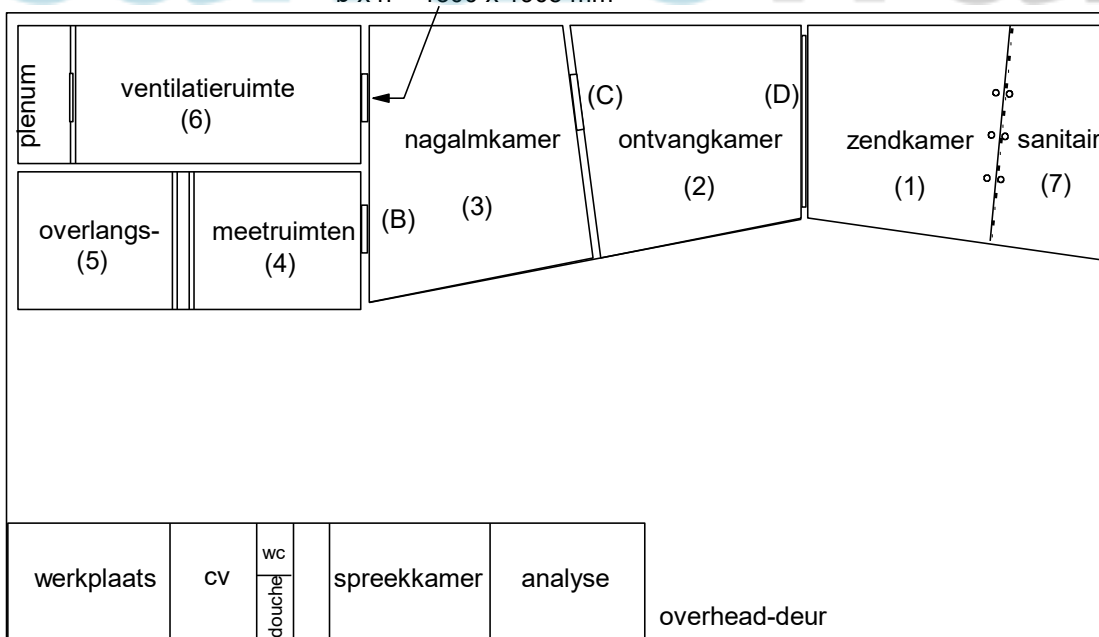 plenum
ventilatieruimte
(6)
nagalmkamer
(3)
(C)
ontvangkamer
(2)
(D)
zendkamer
(1)
sanitair
(7)
overlangs-
(5)
meetruimten
(4)
(B)
werkplaats
cv
wc
douche
spreekkamer
analyse
overhead-deur